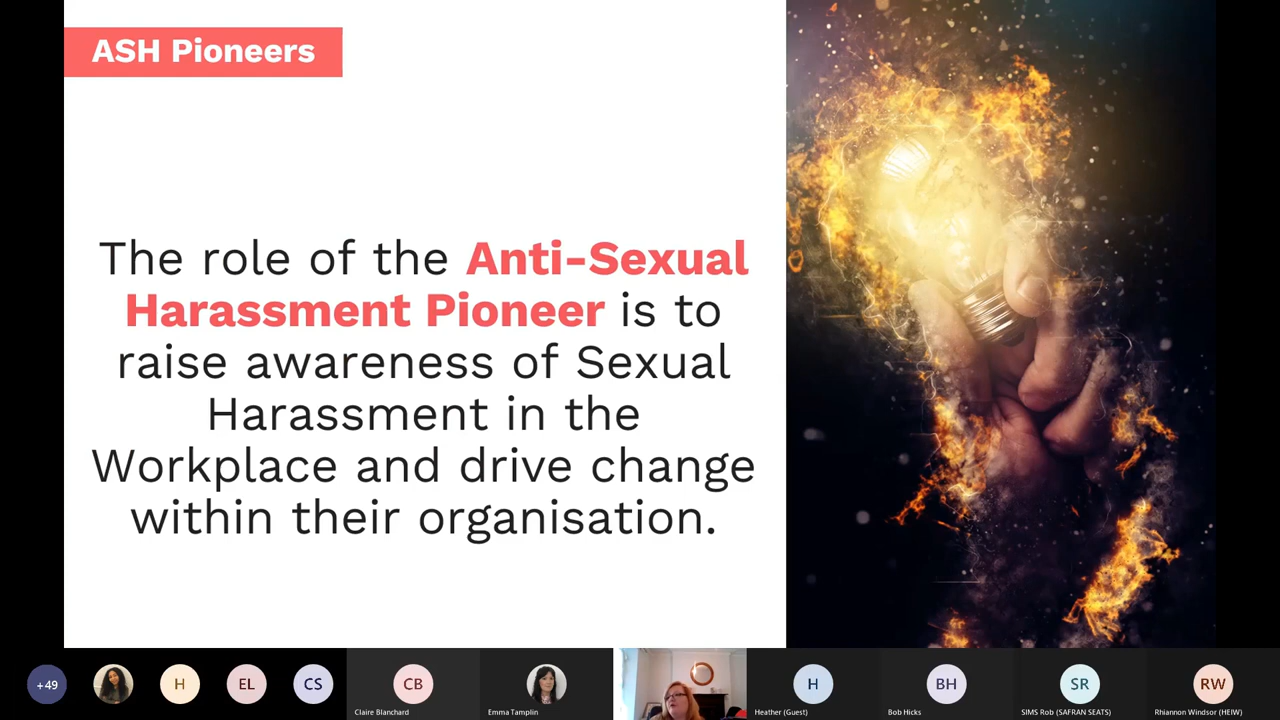 ASH Pioneers
The role of the Anti-Sexual
Harassment Pioneer is to
raise awareness of Sexual
Harassment in the
Workplace and drive change
within their organisation.
+49
H
EL
CS
CB
Claire Blanchard
Emma Tamplin
H
Heather (Guest)
BH
Bob Hicks
SR
SIMS Rob (SAFRAN SEATS)
RW
Rhiannon Windsor (HEIW)